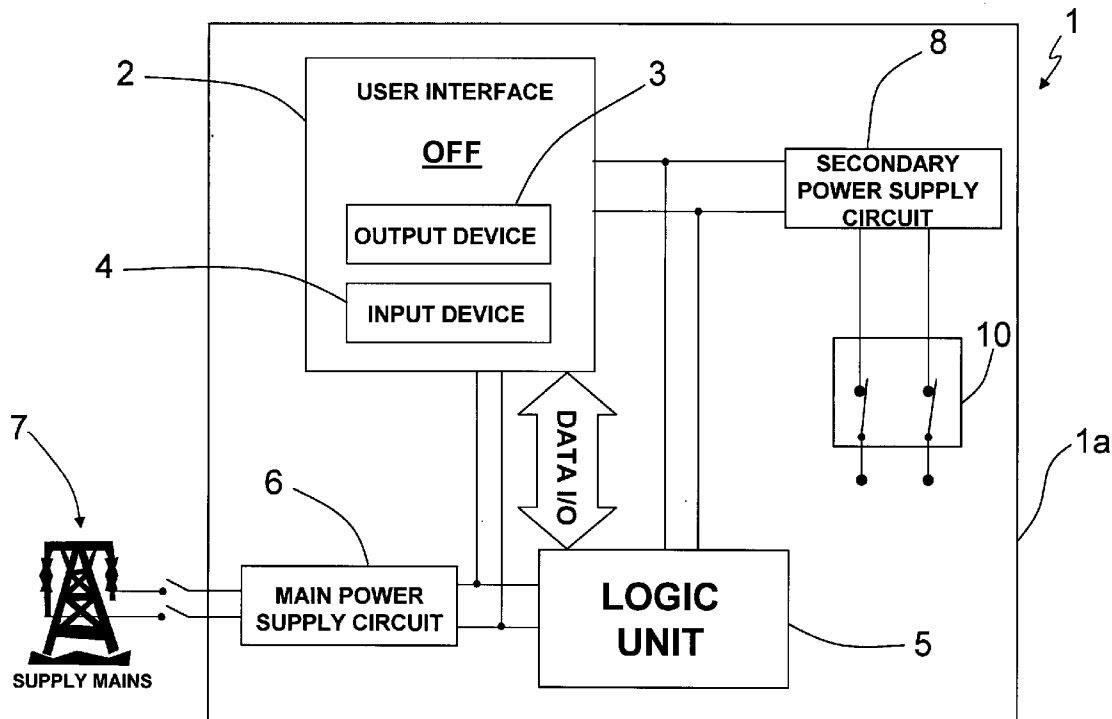 1
8
2
3
USER INTERFACE
OFF
SECONDARY
POWER SUPPLY
CIRCUIT
OUTPUT DEVICE
4
INPUT DEVICE
10
7
DATA I/O
1a
6
MAIN POWER
SUPPLY CIRCUIT
LOGIC
UNIT
5
SUPPLY MAINS